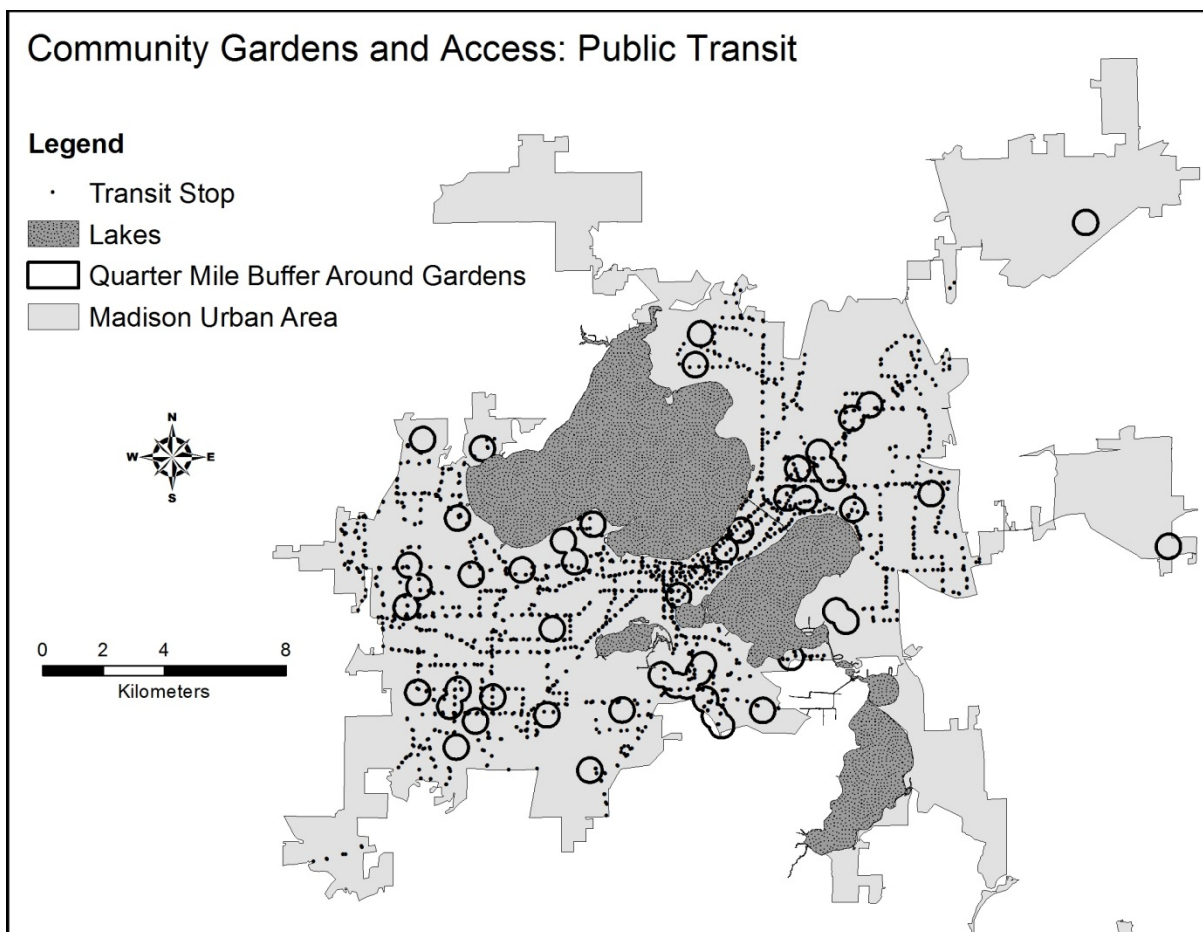 Community Gardens and Access: Public Transit
Legend
Transit Stop
Lakes
Quarter Mile Buffer Around Gardens
Madison Urban Area
N
W E
S
0 2 4 8
Kilometers